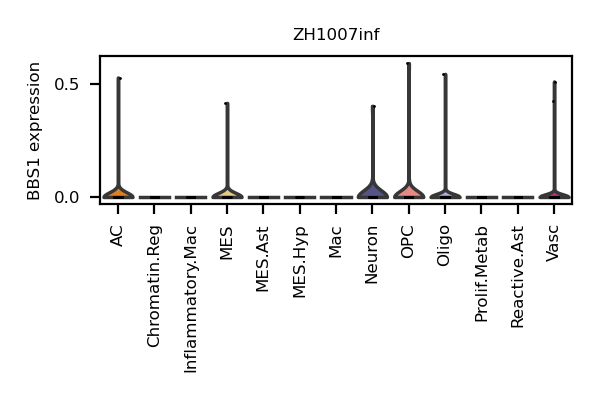 ZH1007inf
BBS1 expression
0.5
0.0
AC
Chromatin.Reg
Inflammatory.Mac
MES
MES.Ast
MES.Hyp
Mac
Neuron
OPC
Oligo
Prolif.Metab
Reactive.Ast
Vasc